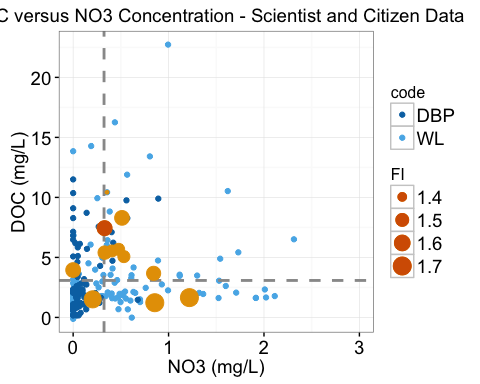 C versus NO3 Concentration - Scientist and Citizen Data
DOC (mg/L)
20
15
10
5
0
0 1 2 3
NO3 (mg/L)
code
DBP
WL
FI
1.4
1.5
1.6
1.7